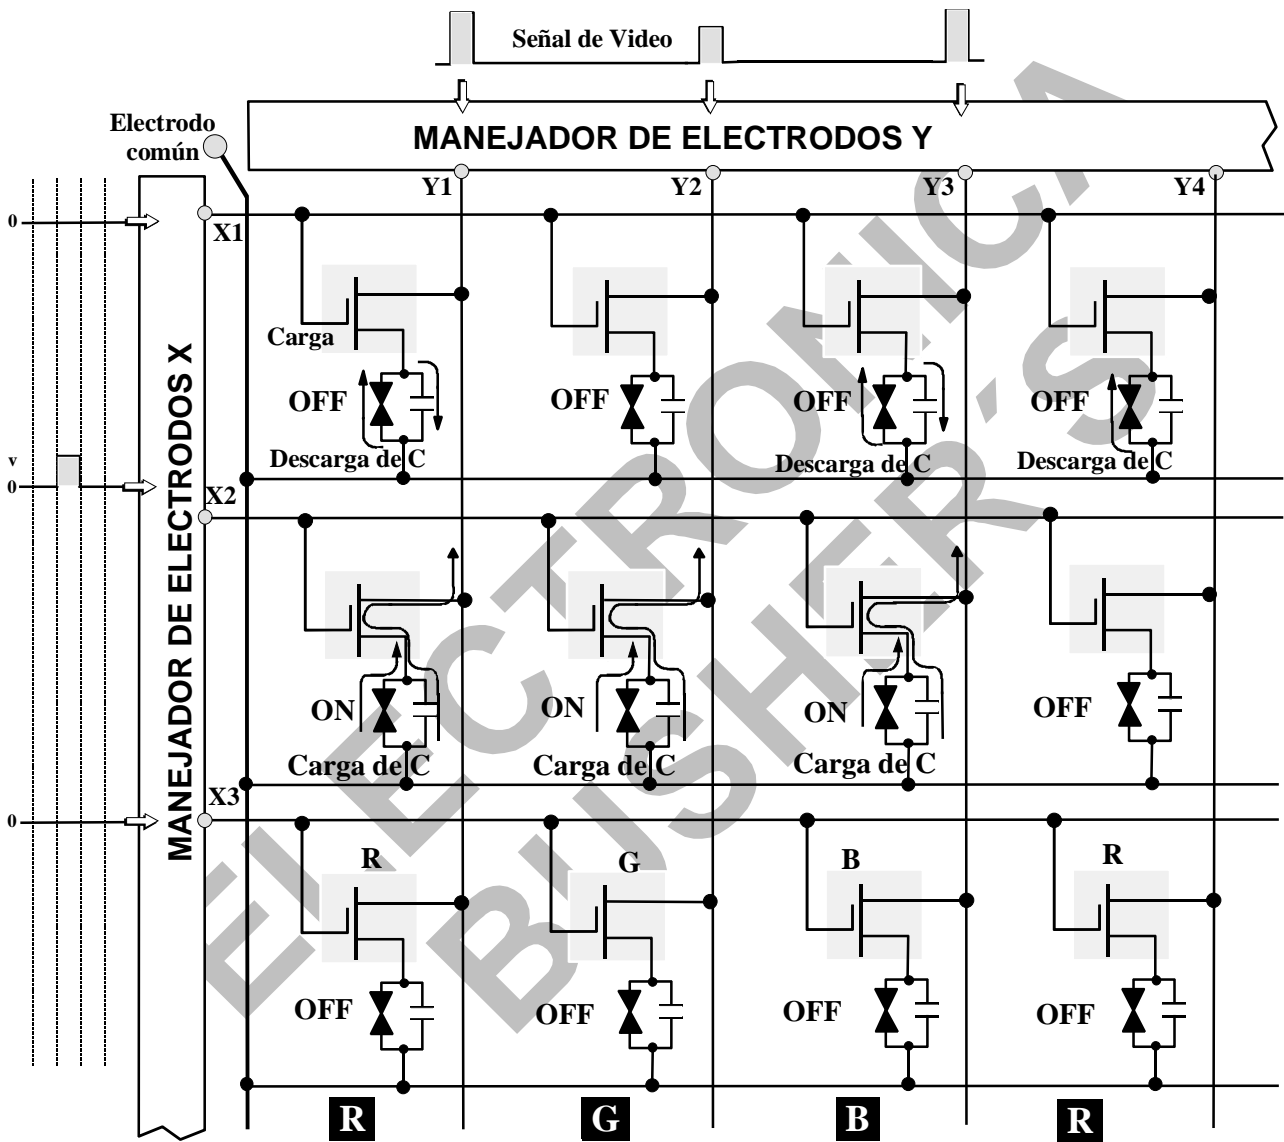 Señal de Video
Electrodo
común
MANEJADOR DE ELECTRODOS Y
Y1 Y2 Y3 Y4
0
X1
MANEJADOR DE ELECTRODOS X
Carga
OFF OFF OFF OFF
Descarga de C Descarga de C Descarga de C
v
0
X2
ON ON ON OFF
Carga de C Carga de C Carga de C
X3
0
R G B R
OFF OFF OFF OFF
R G B R
ELECTRONICA
BUSHER´S